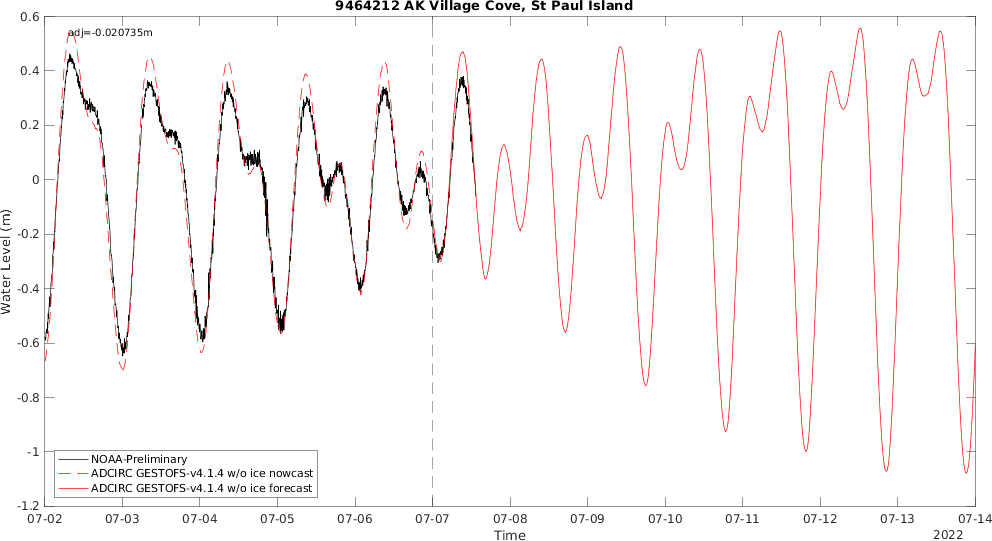 9464212 AK Village Cove, St Paul Island
adj=-0.020735m
0.6
0.4
0.2
0
-0.2
-0.4
-0.6
-0.8
-1
-1.2
Water Level (m)
NOAA-Preliminary
ADCIRC GESTOFS-v4.1.4 w/o ice nowcast
ADCIRC GESTOFS-v4.1.4 w/o ice forecast
07-02 07-03 07-04 07-05 07-06 07-07 07-08 07-09 07-10 07-11 07-12 07-13 07-14
Time
2022